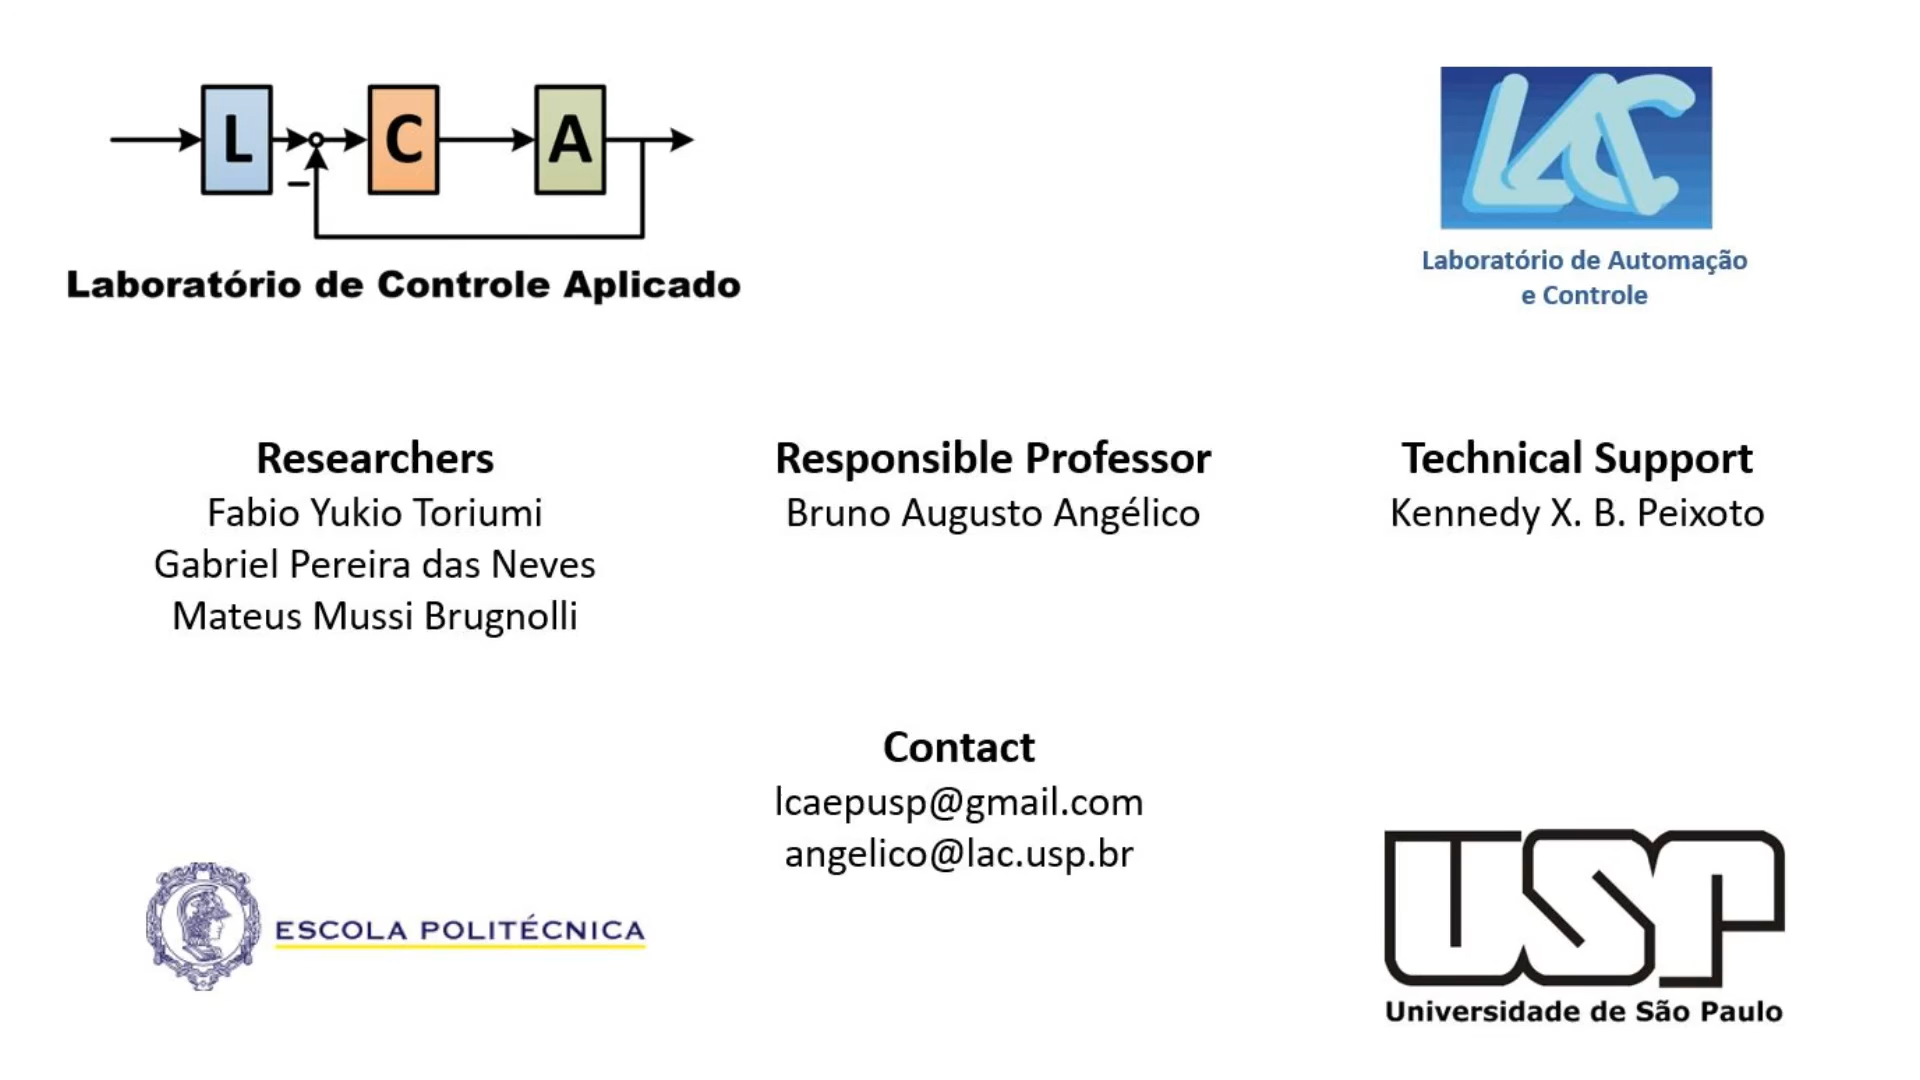 L C A
Laboratório de Controle Aplicado
LAC
Laboratório de Automação
e Controle
Researchers
Fabio Yukio Toriumi
Gabriel Pereira das Neves
Mateus Mussi Brugnolli
Responsible Professor
Bruno Augusto Angélico
Technical Support
Kennedy X. B. Peixoto
Contact
lcaepusp@gmail.com
angelico@lac.usp.br
ESCOLA POLITÉCNICA
USP
Universidade de São Paulo